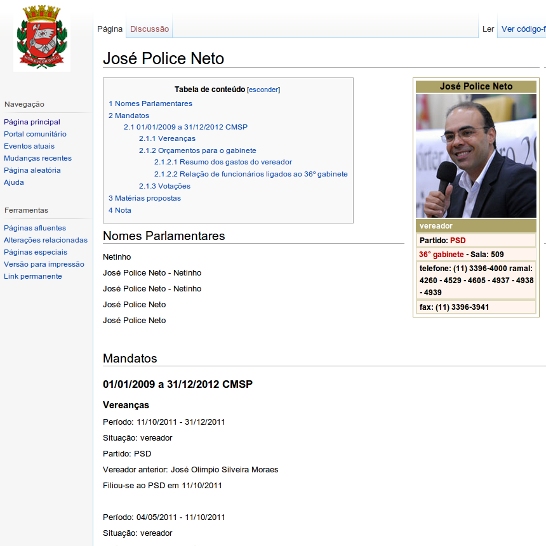 Página
Discussão
Ler
Ver código-f
José Police Neto
Navegação
Página principal
Portal comunitário
Eventos atuais
Mudanças recentes
Página aleatória
Ajuda
Ferramentas
Páginas afluentes
Alterações relacionadas
Páginas especiais
Versão para impressão
Link permanente
Tabela de conteúdo [esconder]
1 Nomes Parlamentares
2 Mandatos
2.1 01/01/2009 a 31/12/2012 CMSP
2.1.1 Vereanças
2.1.2 Orçamentos para o gabinete
2.1.2.1 Resumo dos gastos do vereador
2.1.2.2 Relação de funcionários ligados ao 36º gabinete
2.1.3 Votações
3 Matérias propostas
4 Nota
José Police Neto
vereador
Partido: PSD
36° gabinete - Sala: 509
telefone: (11) 3396-4000 ramal:
4260 - 4529 - 4605 - 4937 - 4938
- 4939
fax: (11) 3396-3941
Nomes Parlamentares
Netinho
José Police Neto - Netinho
José Police Neto - Netinho
José Police Neto
José Police Neto
Mandatos
01/01/2009 a 31/12/2012 CMSP
Vereanças
Período: 11/10/2011 - 31/12/2011
Situação: vereador
Partido: PSD
Vereador anterior: José Olimpio Silveira Moraes
Filiou-se ao PSD em 11/10/2011
Período: 04/05/2011 - 11/10/2011
Situação: vereador